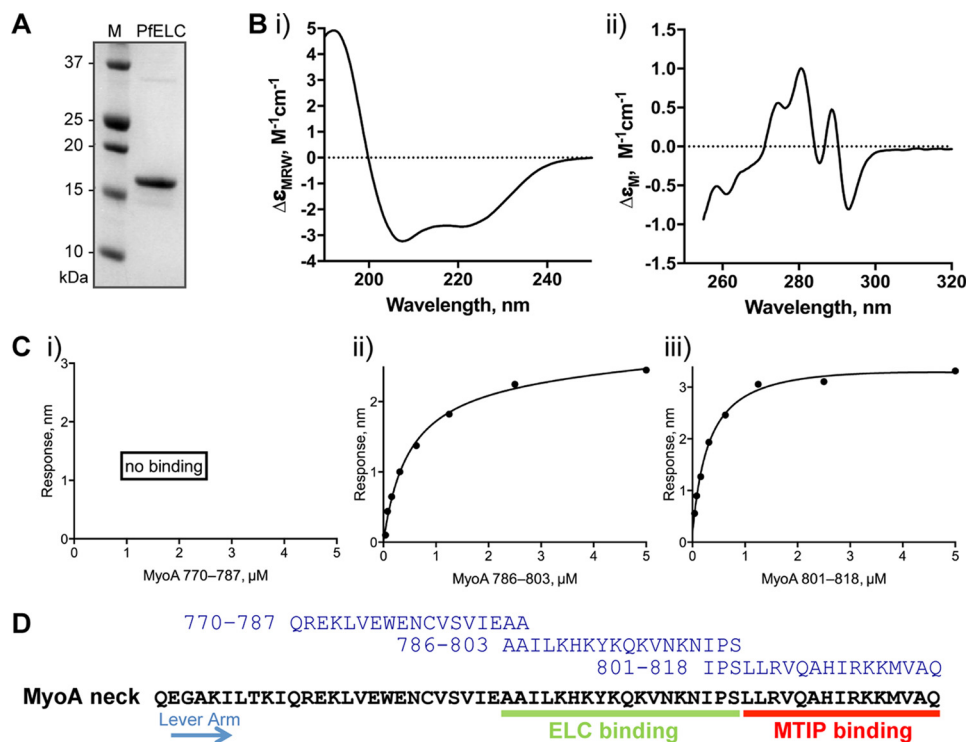 A
M PfELC
37
25
20
15
10
kDa
B i)
Δε_MRW, M⁻¹cm⁻¹
5
4
3
2
1
0
-1
-2
-3
-4
200 220 240
Wavelength, nm
ii)
Δε_M, M⁻¹cm⁻¹
1.5
1.0
0.5
0.0
-0.5
-1.0
-1.5
260 280 300 320
Wavelength, nm
C i)
Response, nm
3
2
1
0
no binding
0 1 2 3 4 5
MyoA 770–787, µM
ii)
Response, nm
3
2
1
0
0 1 2 3 4 5
MyoA 786–803, µM
iii)
Response, nm
3
2
1
0
0 1 2 3 4 5
MyoA 801–818, µM
D
770–787 QREKLVEWENCVSVIEAA
786–803 AAILKHKYKQKVNKNIPS
801–818 IPSLLRVQAHIRKKMVAQ
MyoA neck QEGAKILTKIQREKLVEWENCVSVIEAAILKHKYKQKVNKNIPSLLRVQAHIRKKMVAQ
Lever Arm
ELC binding MTIP binding